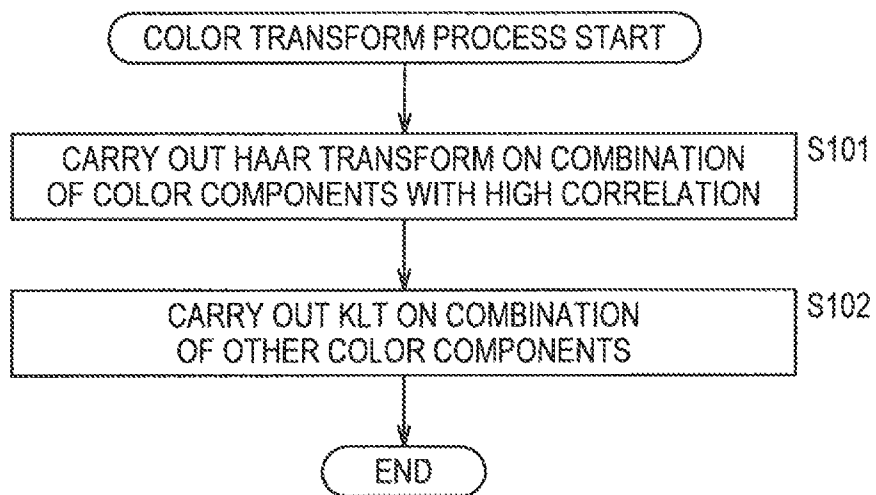 COLOR TRANSFORM PROCESS START
CARRY OUT HAAR TRANSFORM ON COMBINATION
OF COLOR COMPONENTS WITH HIGH CORRELATION
S101
CARRY OUT KLT ON COMBINATION
OF OTHER COLOR COMPONENTS
S102
END